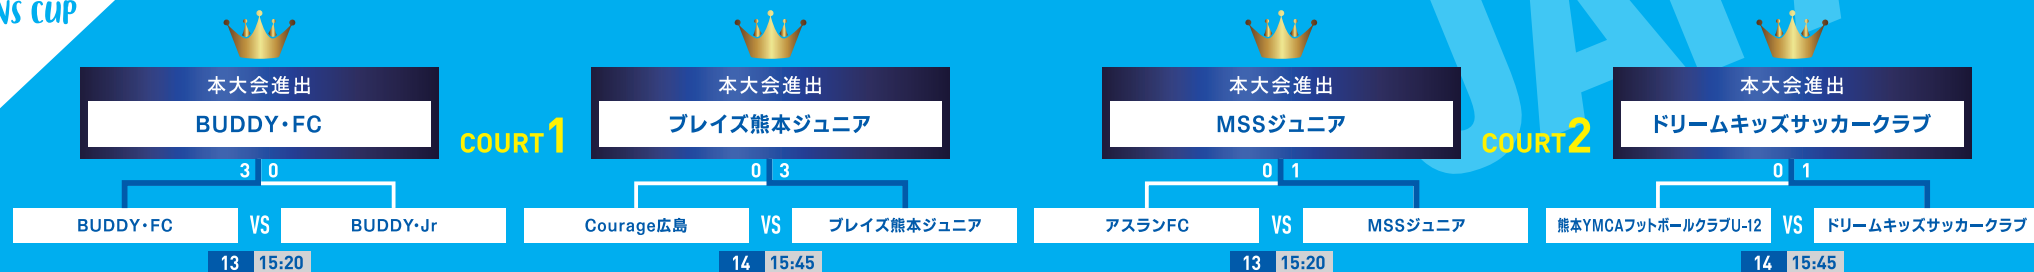 CUP
本大会進出
BUDDY・FC
3 0
BUDDY・FC VS BUDDY・Jr
13 15:20
COURT1
本大会進出
ブレイズ熊本ジュニア
0 3
Courage広島 VS ブレイズ熊本ジュニア
14 15:45
本大会進出
MSSジュニア
0 1
アスランFC VS MSSジュニア
13 15:20
COURT2
本大会進出
ドリームキッズサッカークラブ
0 1
熊本YMCAフットボールクラブU-12 VS ドリームキッズサッカークラブ
14 15:45